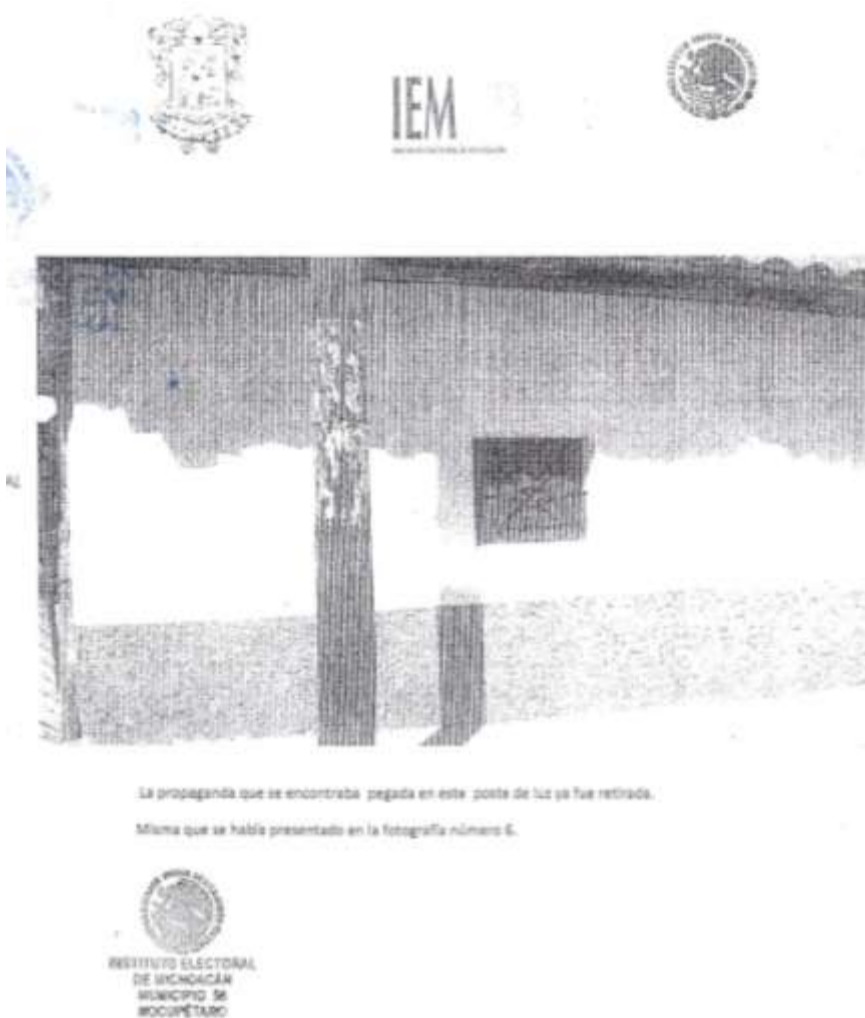 IEM
La propaganda que se encontraba pegada en este poste de luz ya fue retirada.
Misma que se había presentado en la fotografía número 6.
INSTITUTO ELECTORAL
DE MICHOACÁN
MUNICIPIO 56
NOCUPÉTARO